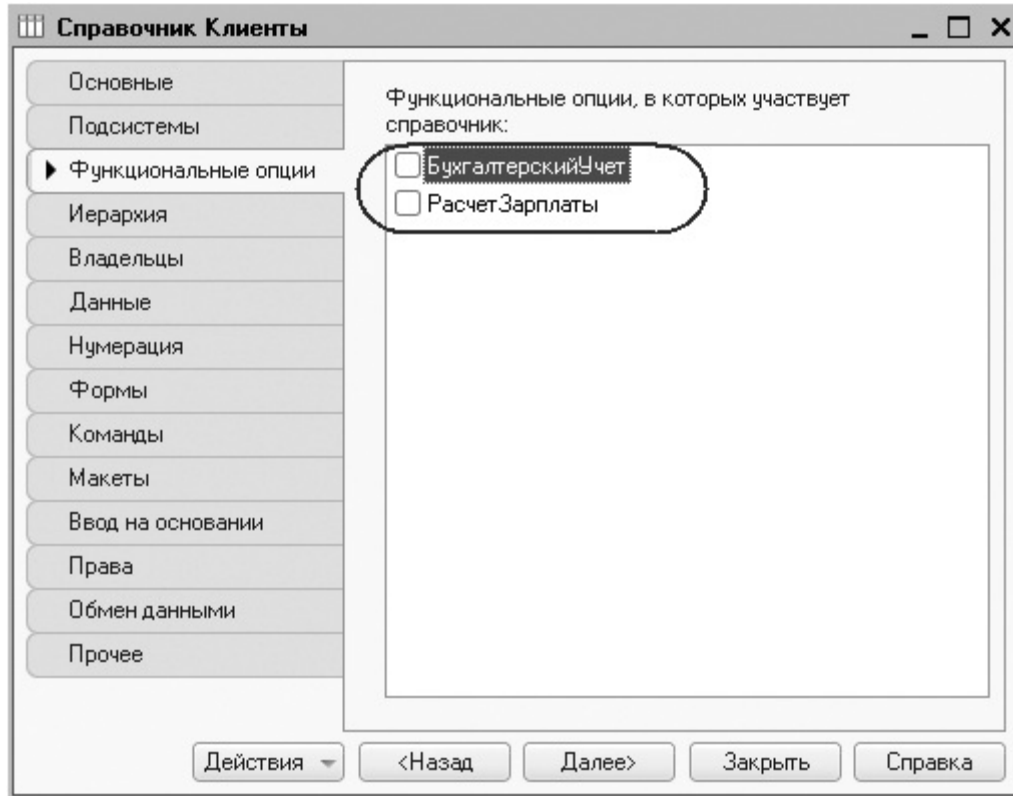 Справочник Клиенты
Основные
Подсистемы
Функциональные опции
Иерархия
Владельцы
Данные
Нумерация
Формы
Команды
Макеты
Ввод на основании
Права
Обмен данными
Прочее
Функциональные опции, в которых участвует
справочник:
БухгалтерскийУчет
РасчетЗарплаты
Действия
<Назад
Далее>
Закрыть
Справка